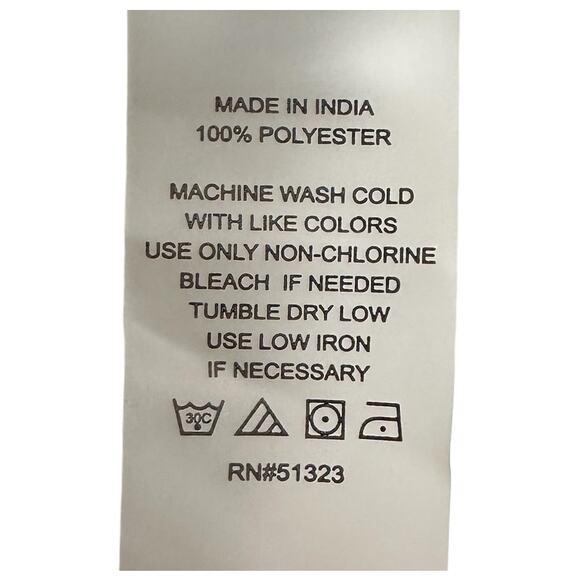 MADE IN INDIA
100% POLYESTER
MACHINE WASH COLD
WITH LIKE COLORS
USE ONLY NON-CHLORINE
BLEACH IF NEEDED
TUMBLE DRY LOW
USE LOW IRON
IF NECESSARY
30C
RN#51323